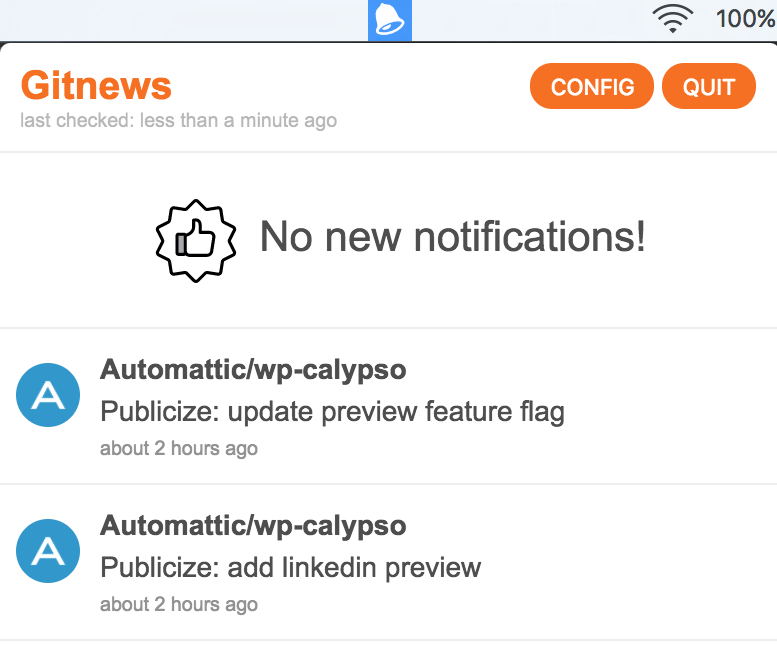 100%
Gitnews
CONFIG QUIT
last checked: less than a minute ago
No new notifications!
Automattic/wp-calypso
A
Publicize: update preview feature flag
about 2 hours ago
Automattic/wp-calypso
A
Publicize: add linkedin preview
about 2 hours ago